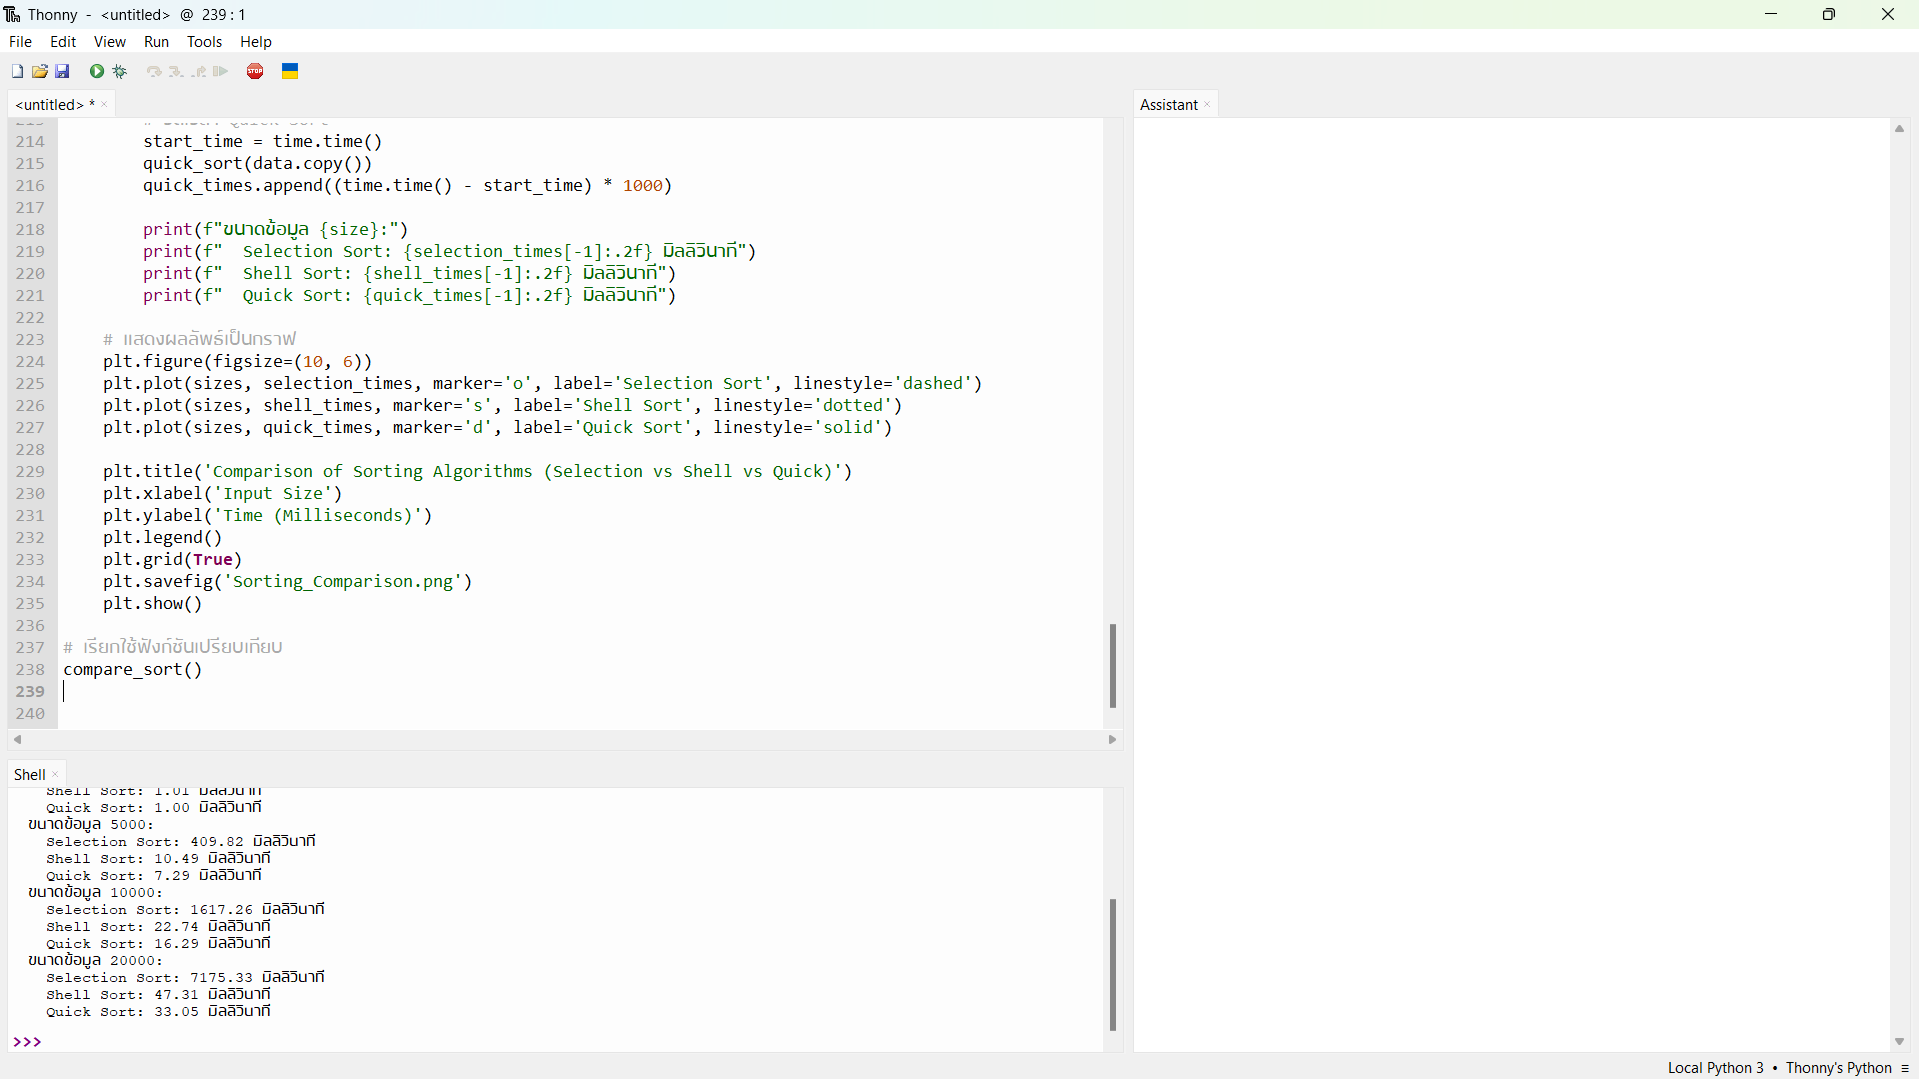 Thonny - <untitled> @ 239 : 1
File Edit View Run Tools Help
<untitled> *
Assistant
214 start_time = time.time()
215 quick_sort(data.copy())
216 quick_times.append((time.time() - start_time) * 1000)
217
218 print(f"ขนาดข้อมูล {size}:")
219 print(f"  Selection Sort: {selection_times[-1]:.2f} มิลลิวินาที")
220 print(f"  Shell Sort: {shell_times[-1]:.2f} มิลลิวินาที")
221 print(f"  Quick Sort: {quick_times[-1]:.2f} มิลลิวินาที")
222
223 # แสดงผลลัพธ์เป็นกราฟ
224 plt.figure(figsize=(10, 6))
225 plt.plot(sizes, selection_times, marker='o', label='Selection Sort', linestyle='dashed')
226 plt.plot(sizes, shell_times, marker='s', label='Shell Sort', linestyle='dotted')
227 plt.plot(sizes, quick_times, marker='d', label='Quick Sort', linestyle='solid')
228
229 plt.title('Comparison of Sorting Algorithms (Selection vs Shell vs Quick)')
230 plt.xlabel('Input Size')
231 plt.ylabel('Time (Milliseconds)')
232 plt.legend()
233 plt.grid(True)
234 plt.savefig('Sorting_Comparison.png')
235 plt.show()
236
237 # เรียกใช้ฟังก์ชันเปรียบเทียบ
238 compare_sort()
239
240
Shell
Shell Sort: 1.01 มิลลิวินาที
Quick Sort: 1.00 มิลลิวินาที
ขนาดข้อมูล 5000:
Selection Sort: 409.82 มิลลิวินาที
Shell Sort: 10.49 มิลลิวินาที
Quick Sort: 7.29 มิลลิวินาที
ขนาดข้อมูล 10000:
Selection Sort: 1617.26 มิลลิวินาที
Shell Sort: 22.74 มิลลิวินาที
Quick Sort: 16.29 มิลลิวินาที
ขนาดข้อมูล 20000:
Selection Sort: 7175.33 มิลลิวินาที
Shell Sort: 47.31 มิลลิวินาที
Quick Sort: 33.05 มิลลิวินาที
>>>
Local Python 3 • Thonny's Python ≡